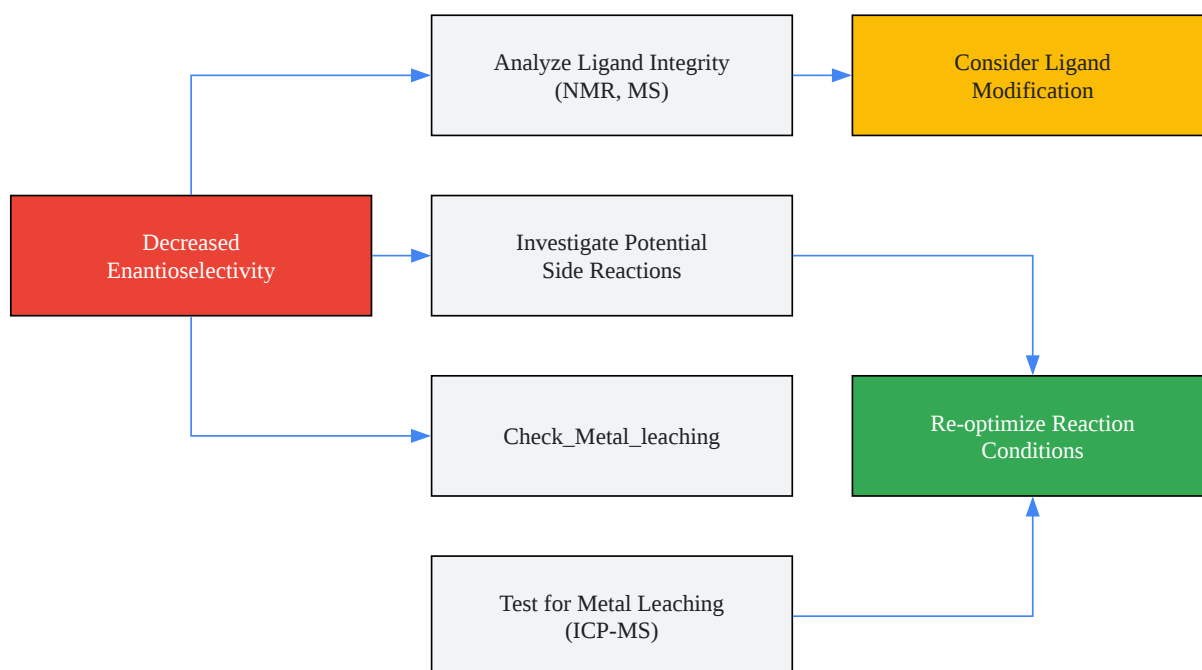 Analyze Ligand Integrity
(NMR, MS)
Consider Ligand
Modification
Decreased
Enantioselectivity
Investigate Potential
Side Reactions
Check_Metal_leaching
Re-optimize Reaction
Conditions
Test for Metal Leaching
(ICP-MS)